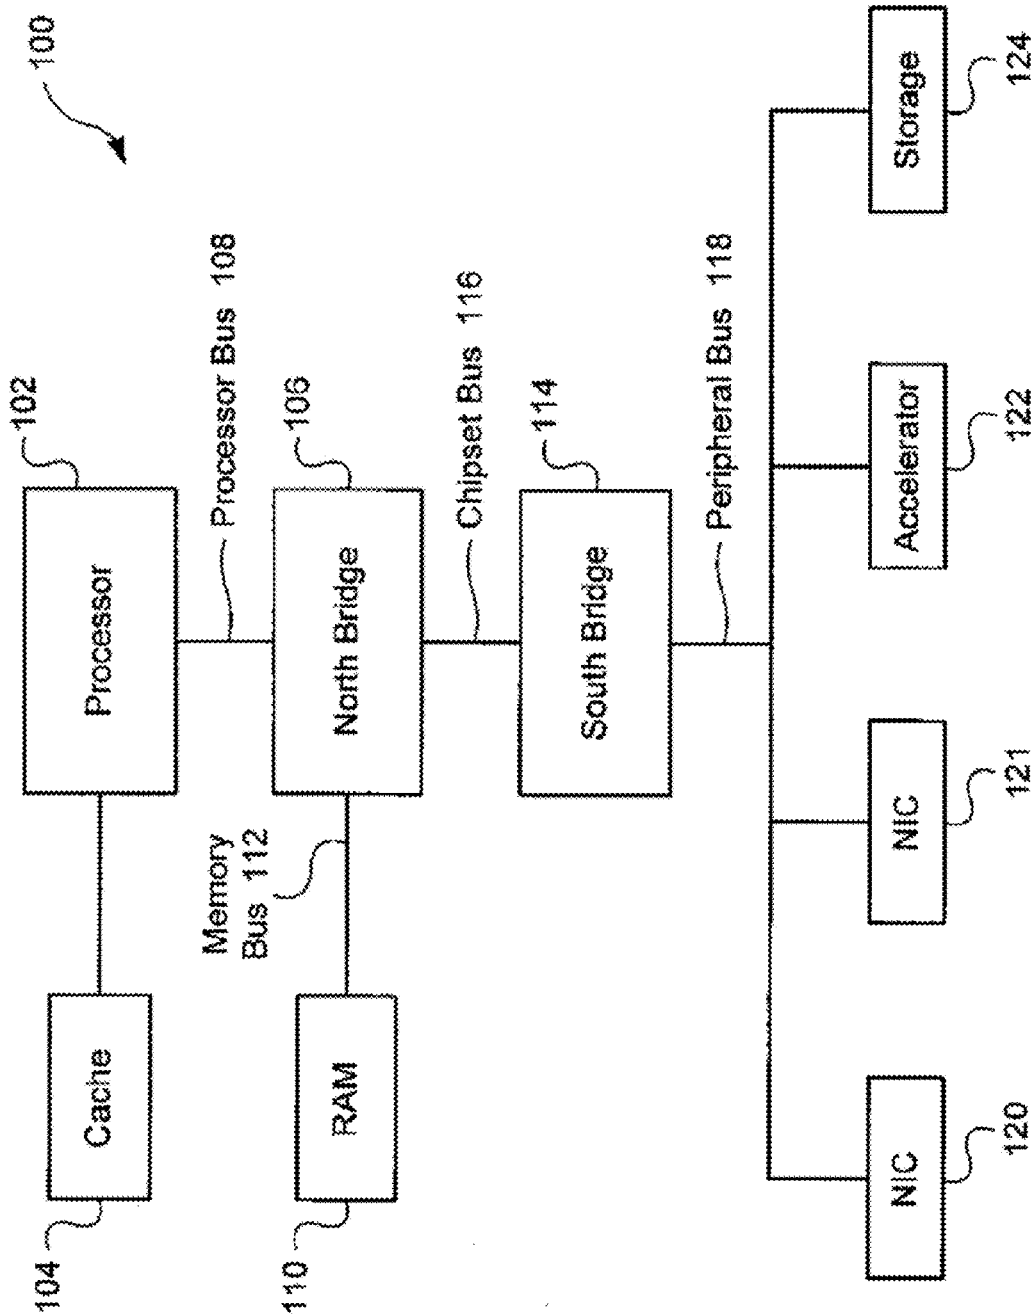 100
102
Processor
Cache
104
Processor Bus 108
106
North Bridge
Memory
Bus 112
RAM
110
Chipset Bus 116
114
South Bridge
Peripheral Bus 118
NIC
120
NIC
121
Accelerator
122
Storage
124